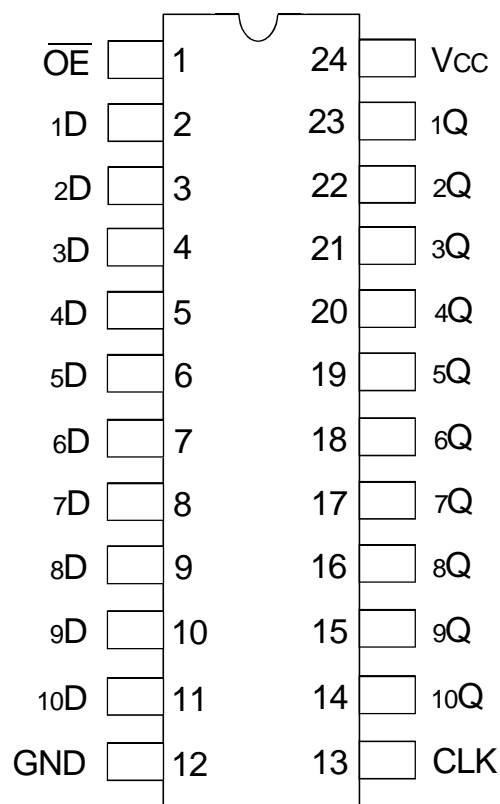 O̅E̅ 1 24 Vcc
1D 2 23 1Q
2D 3 22 2Q
3D 4 21 3Q
4D 5 20 4Q
5D 6 19 5Q
6D 7 18 6Q
7D 8 17 7Q
8D 9 16 8Q
9D 10 15 9Q
10D 11 14 10Q
GND 12 13 CLK